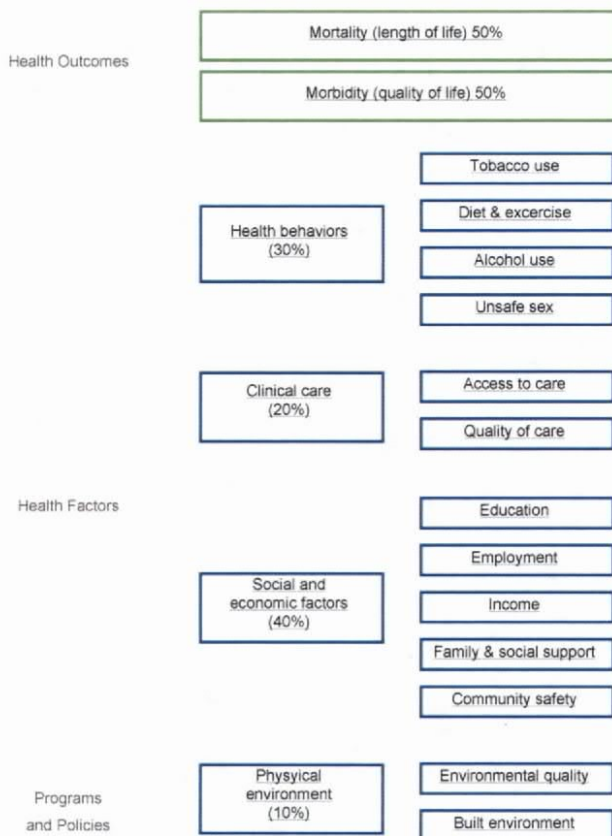 Mortality (length of life) 50%
Health Outcomes
Morbidity (quality of life) 50%
Tobacco use
Health behaviors
(30%)
Diet & excercise
Alcohol use
Unsafe sex
Clinical care
(20%)
Access to care
Quality of care
Health Factors
Education
Social and
economic factors
(40%)
Employment
Income
Family & social support
Community safety
Physyical
environment
(10%)
Environmental quality
Built environment
Programs
and Policies